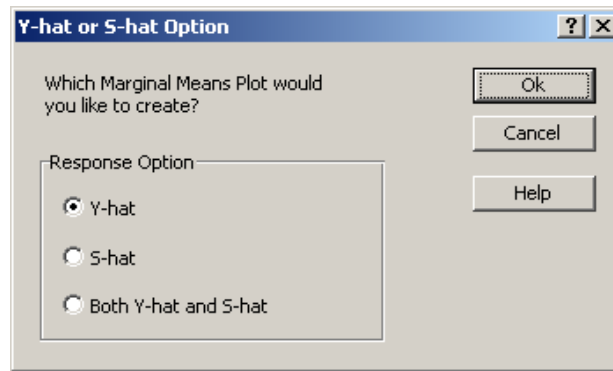 Y-hat or S-hat Option
Which Marginal Means Plot would
you like to create?
Response Option
Y-hat
S-hat
Both Y-hat and S-hat
Ok
Cancel
Help